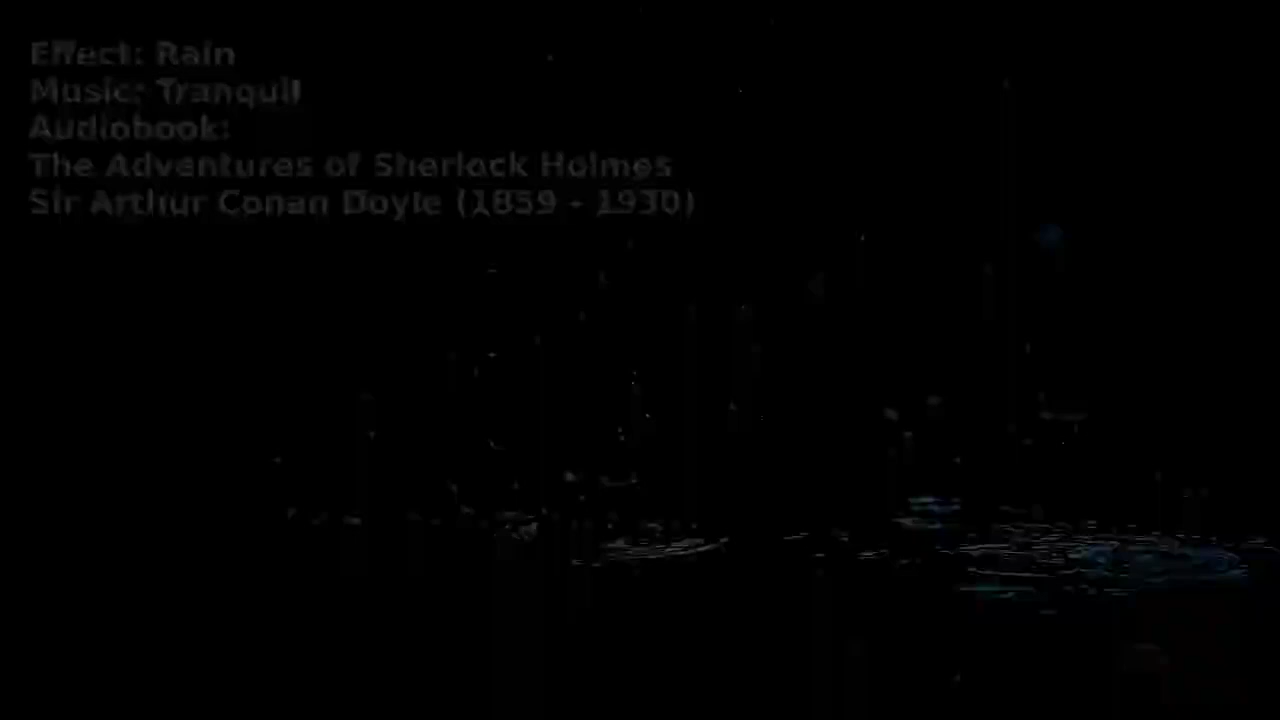 Effect: Rain
Music: Tranquil
Audiobook:
The Adventures of Sherlock Holmes
Sir Arthur Conan Doyle (1859 - 1930)